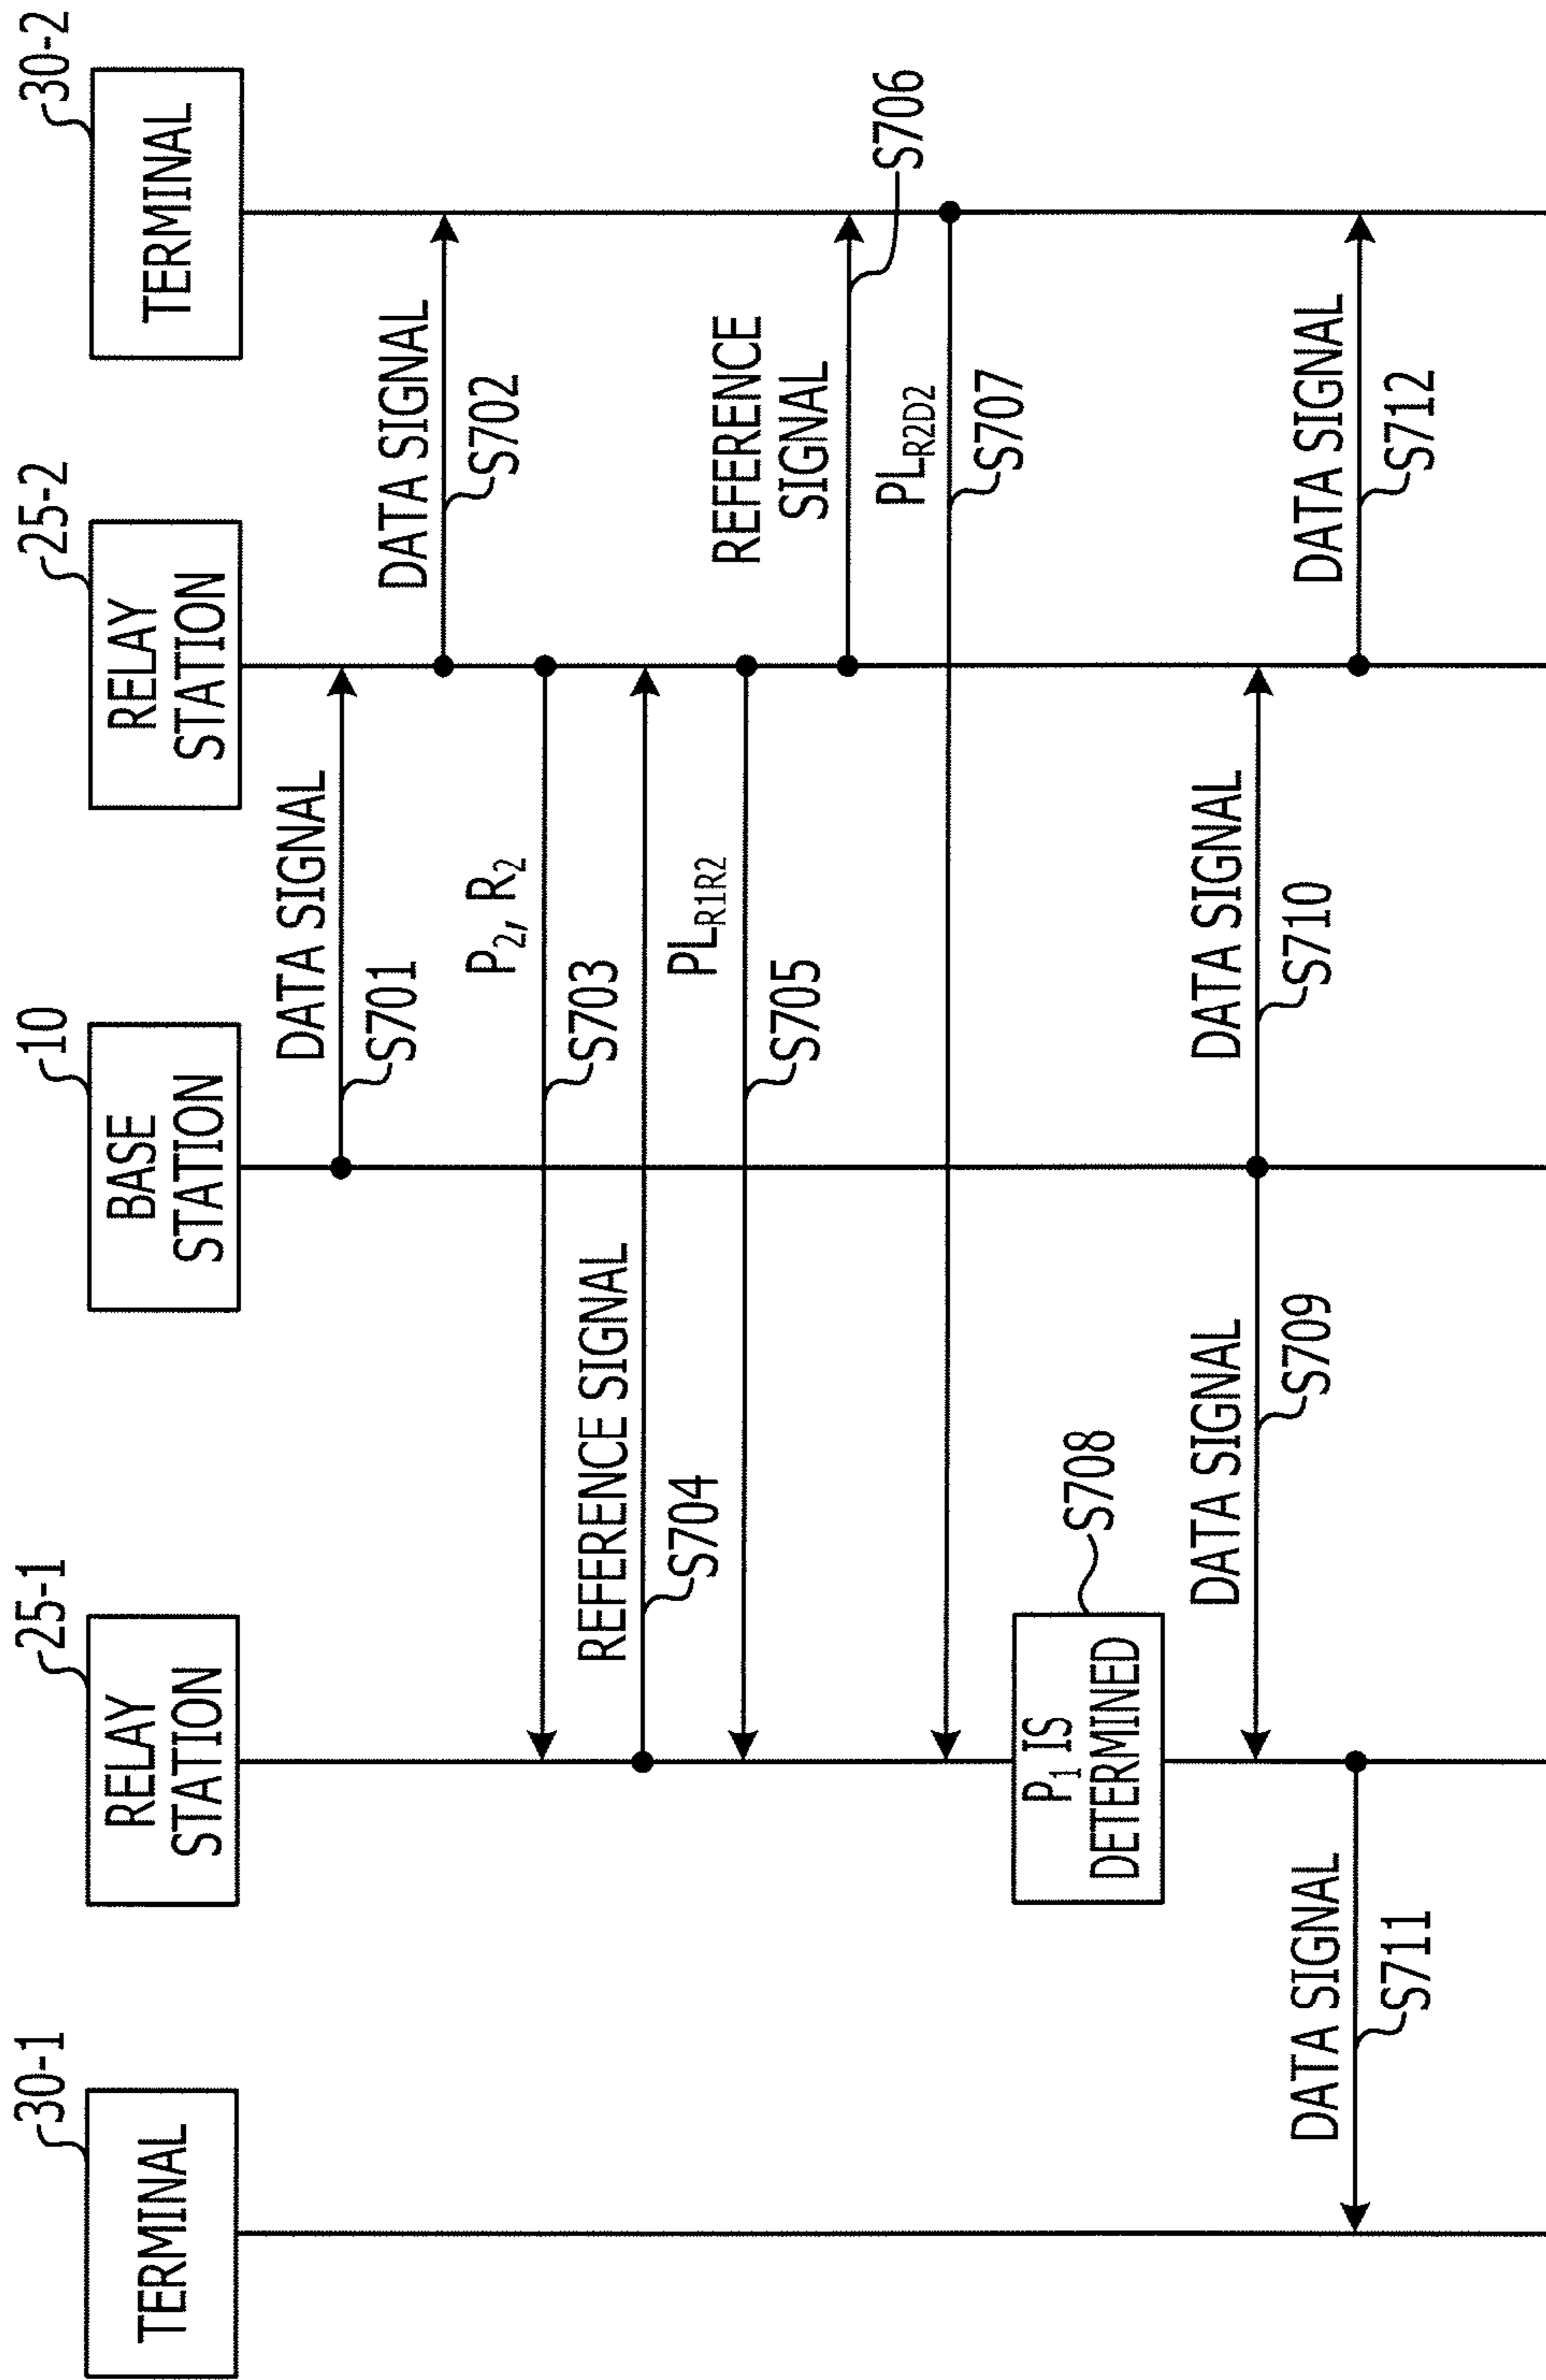 30-1
25-1
10
25-2
30-2
TERMINAL
RELAY
STATION
BASE
STATION
RELAY
STATION
TERMINAL
DATA SIGNAL
S701
DATA SIGNAL
S702
P2, R2
S703
REFERENCE SIGNAL
S704
PLR1R2
S705
REFERENCE
SIGNAL
S706
PLR2D2
S707
P1 IS
DETERMINED
S708
DATA SIGNAL
S709
DATA SIGNAL
S710
DATA SIGNAL
S711
DATA SIGNAL
S712